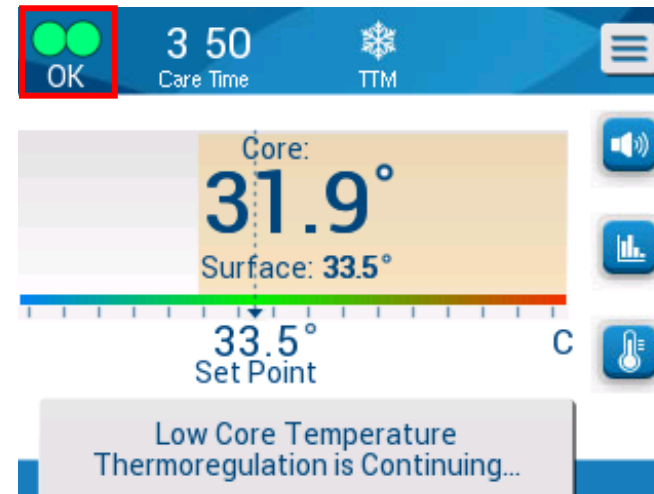 3 50
OK
Care Time
TTM
Core:
31.9°
Surface: 33.5°
33.5°
C
Set Point
Low Core Temperature
Thermoregulation is Continuing...